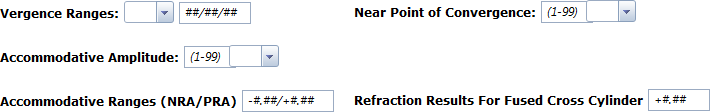 Vergence Ranges: ##/##/## Near Point of Convergence: (1-99)
Accommodative Amplitude: (1-99)
Accommodative Ranges (NRA/PRA) -#.##/+#.## Refraction Results For Fused Cross Cylinder +#.##